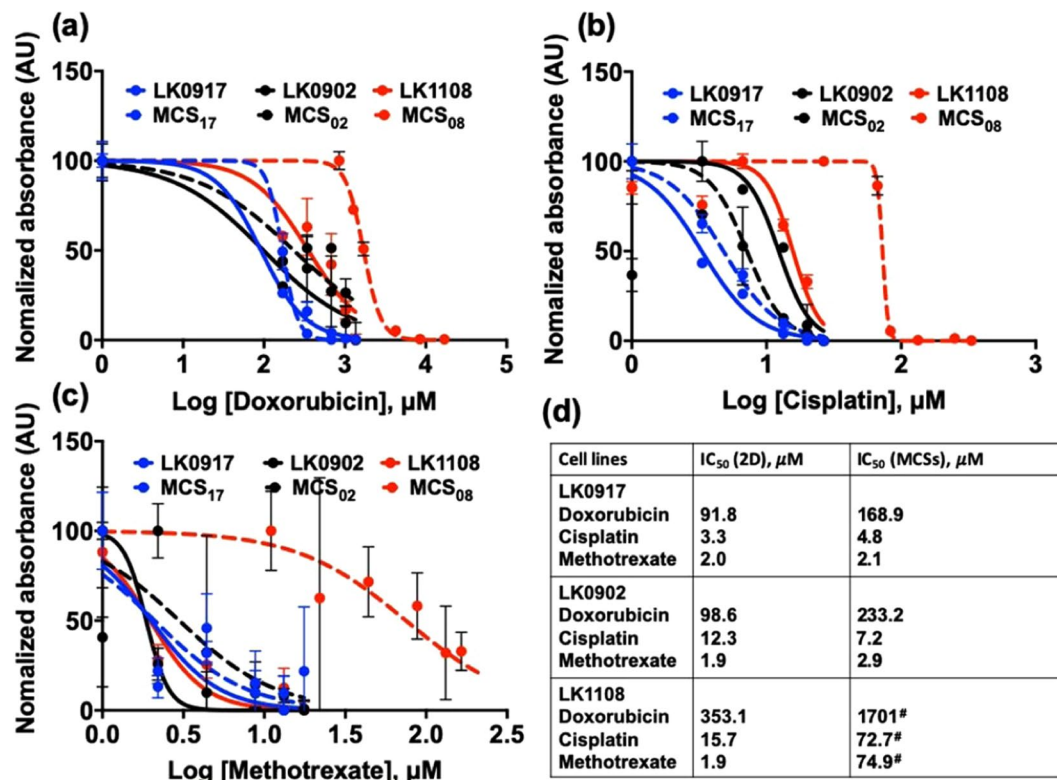 (a)
Nomalized absorbance (AU)
150
100
50
0
LK0917 LK0902 LK1108
MCS17 MCS02 MCS08
0 1 2 3 4 5
Log [Doxorubicin], μM
(b)
Nomalized absorbance (AU)
150
100
50
0
LK0917 LK0902 LK1108
MCS17 MCS02 MCS08
0 1 2 3
Log [Cisplatin], μM
(c)
Nomalized absorbance (AU)
150
100
50
0
LK0917 LK0902 LK1108
MCS17 MCS02 MCS08
0.0 0.5 1.0 1.5 2.0 2.5
Log [Methotrexate], μM
(d)
Cell lines IC50 (2D), μM IC50 (MCSs), μM
LK0917
Doxorubicin 91.8 168.9
Cisplatin 3.3 4.8
Methotrexate 2.0 2.1
LK0902
Doxorubicin 98.6 233.2
Cisplatin 12.3 7.2
Methotrexate 1.9 2.9
LK1108
Doxorubicin 353.1 1701#
Cisplatin 15.7 72.7#
Methotrexate 1.9 74.9#